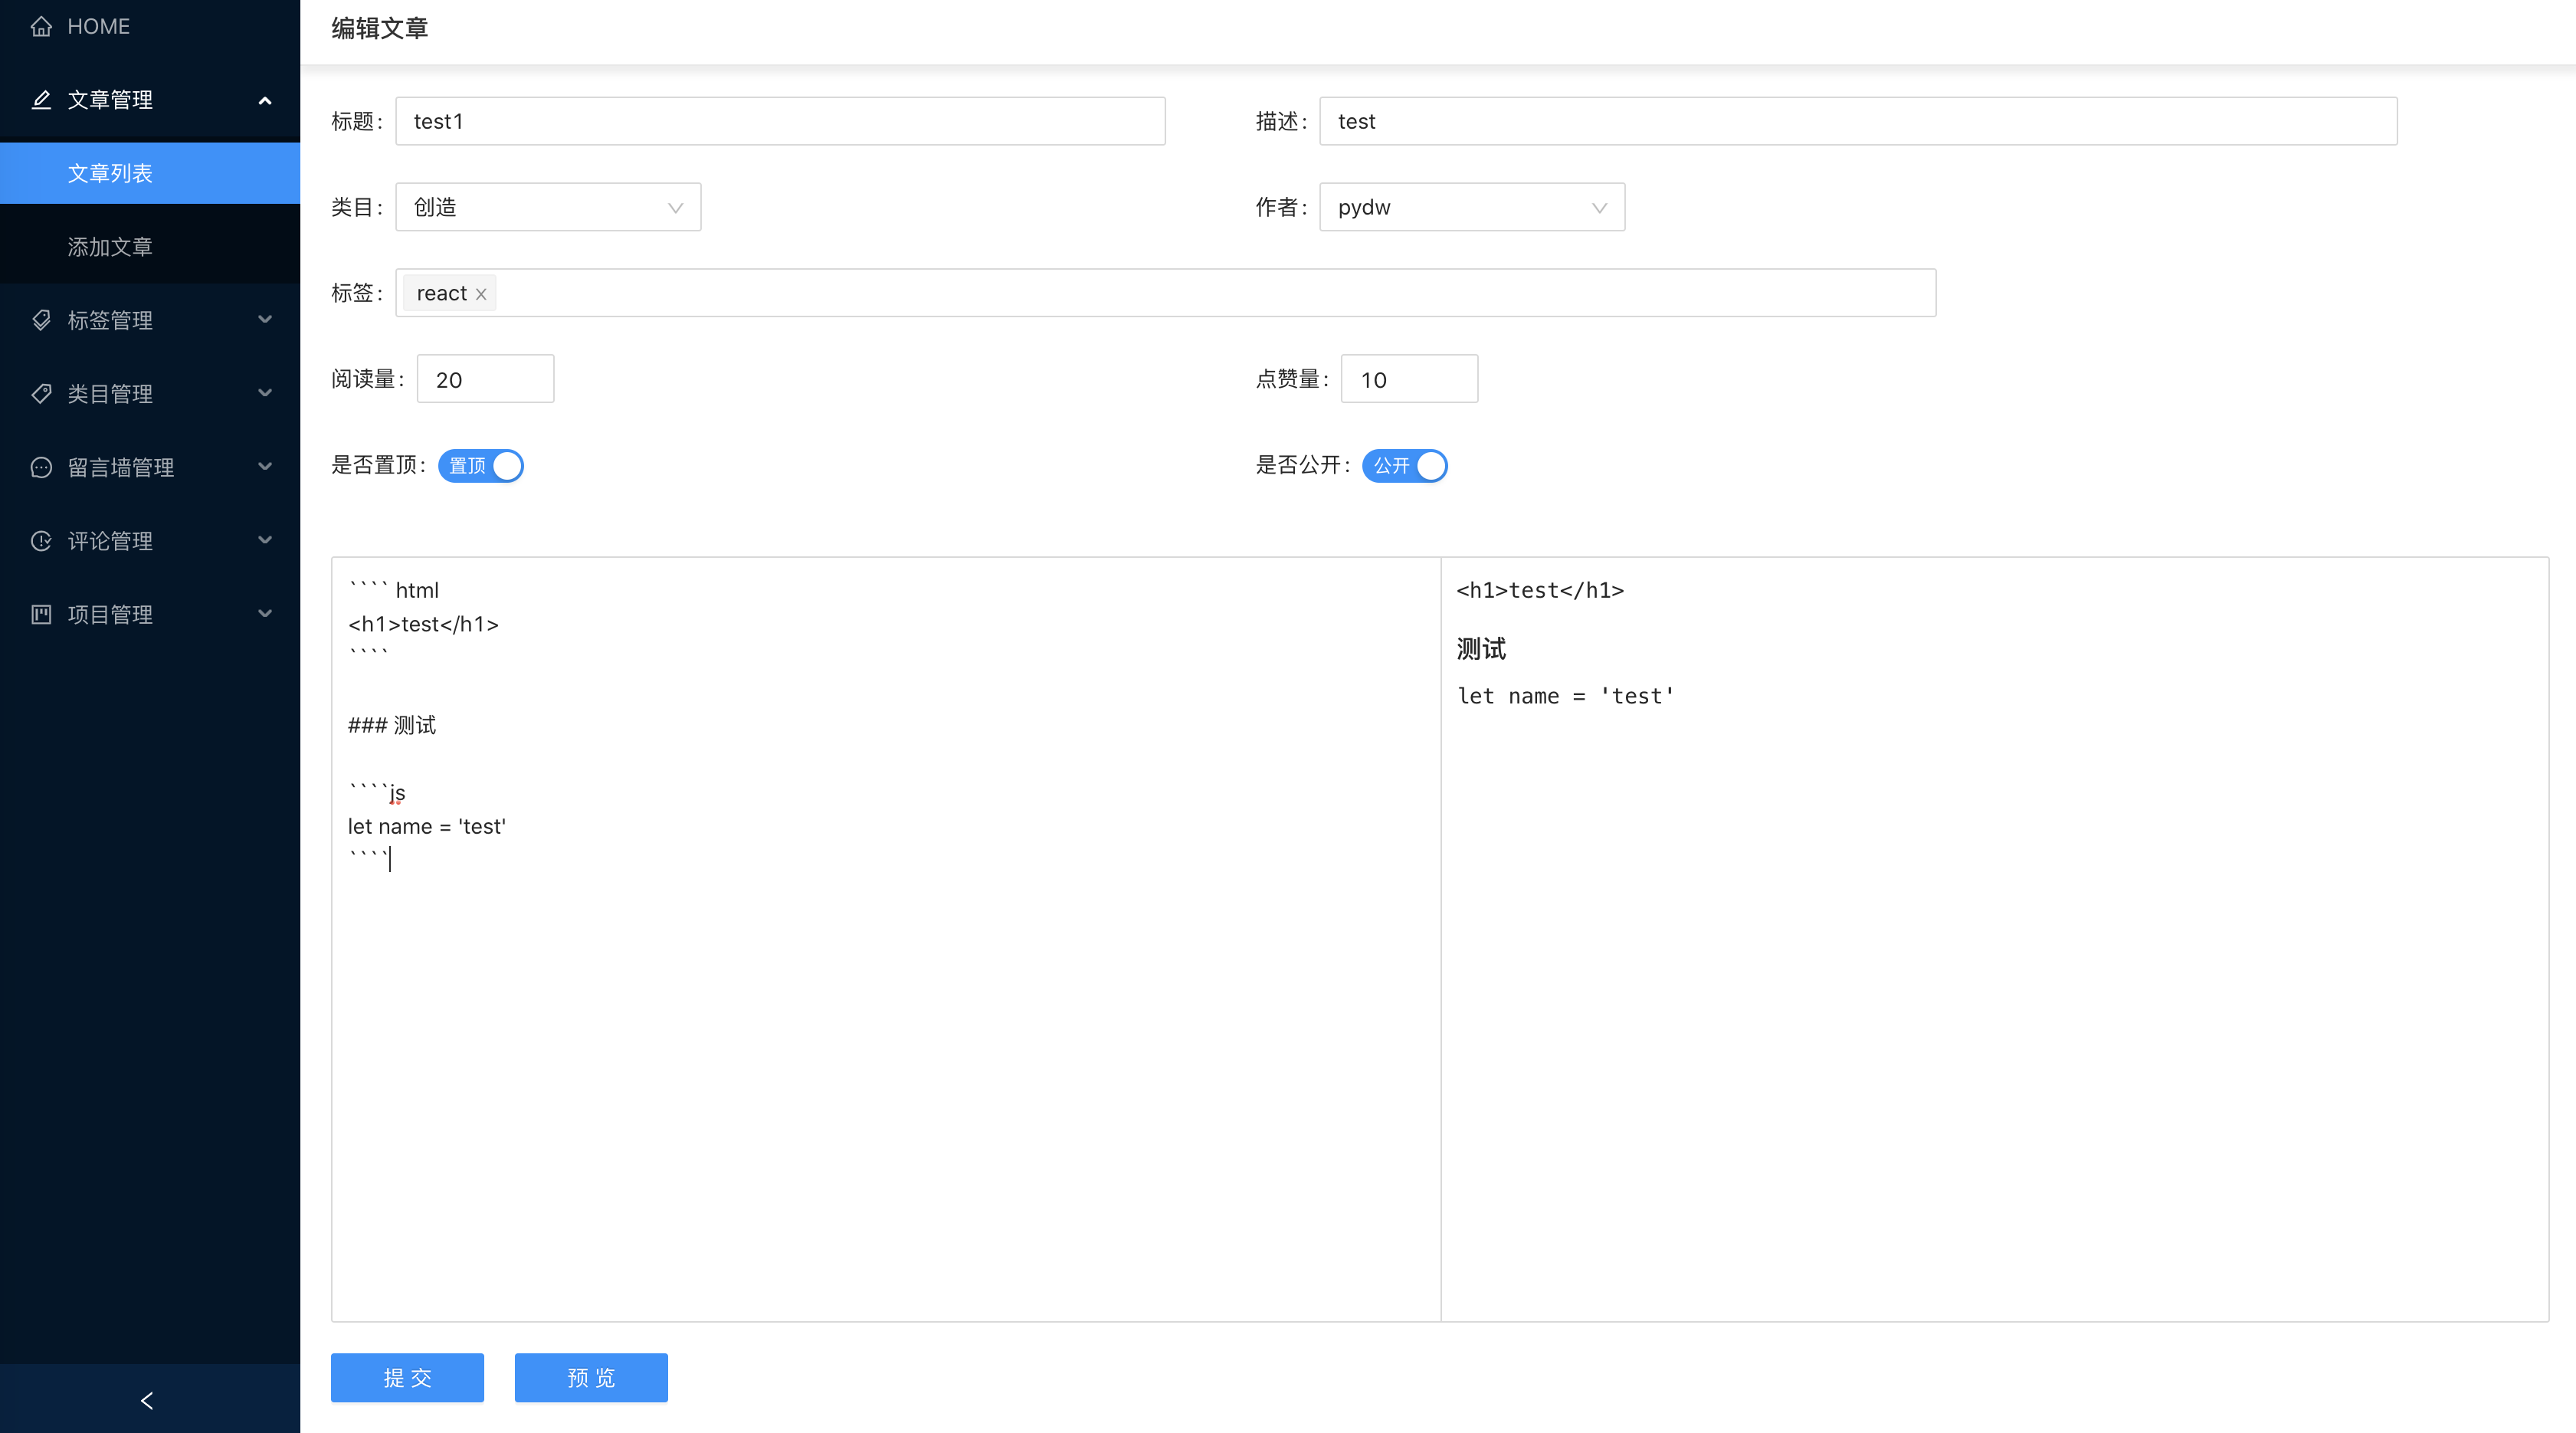 HOME
文章管理
文章列表
添加文章
标签管理
类目管理
留言墙管理
评论管理
项目管理
编辑文章
标题: test1
描述: test
类目: 创造
作者: pydw
标签: react
阅读量: 20
点赞量: 10
是否置顶: 置顶
是否公开: 公开
```` html
<h1>test</h1>
````
### 测试
````js
let name = 'test'
````
<h1>test</h1>
测试
let name = 'test'
提 交
预 览